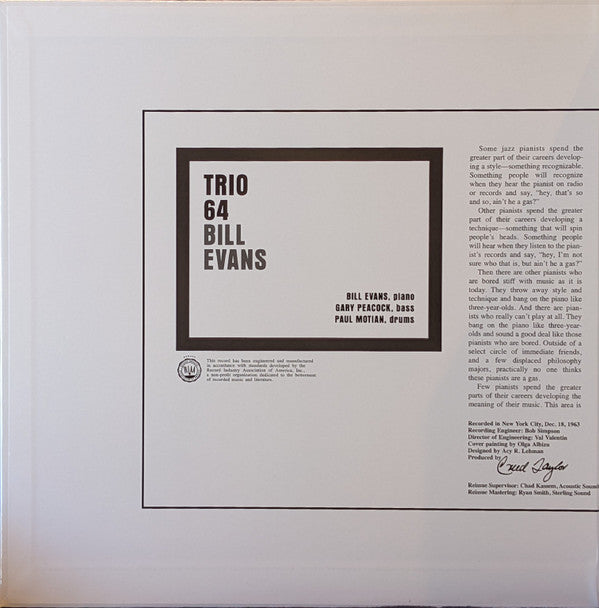 TRIO
64
BILL
EVANS
BILL EVANS, piano
GARY PEACOCK, bass
PAUL MOTIAN, drums
RIAA
This record has been engineered and manufactured
in accordance with standards developed by the
Record Industry Association of America, Inc.,
a non-profit organization dedicated to the betterment
of recorded music and literature.
Some jazz pianists spend the
greater part of their careers develop-
ing a style—something recognizable.
Something people will recognize
when they hear the pianist on radio
or records and say, “hey, that's so
and so, ain't he a gas?”
Other pianists spend the greater
part of their careers developing a
technique—something that will spin
people's heads. Something people
will hear when they listen to the pian-
ist's records and say, “hey, I'm not
sure who that is, but ain't he a gas?”
Then there are other pianists who
are bored stiff with music as it is
today. They throw away style and
technique and bang on the piano like
three-year-olds. And there are pian-
ists who really can't play at all. They
bang on the piano like three-year-
olds and sound a good deal like those
pianists who are bored. Outside of a
select circle of immediate friends,
and a few displaced philosophy
majors, practically no one thinks
these pianists are a gas.
Few pianists spend the greater
parts of their careers developing the
meaning of their music. This area is
Recorded in New York City, Dec. 18, 1963
Recording Engineer: Bob Simpson
Director of Engineering: Val Valentin
Cover painting by Olga Albizu
Designed by Acy R. Lehman
Produced by Creed Taylor
Reissue Supervisor: Chad Kassem, Acoustic Sound
Reissue Mastering: Ryan Smith, Sterling Sound